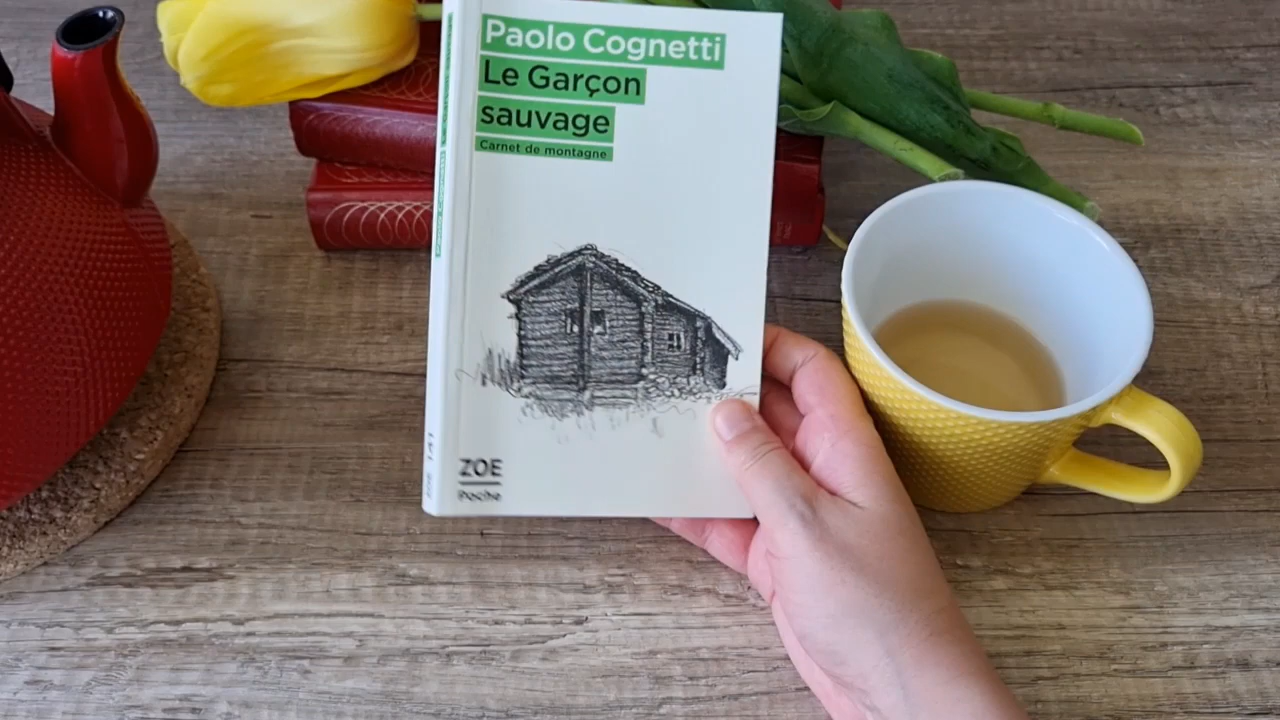 Paolo Cognetti
Le Garçon
sauvage
Carnet de montagne
ZOE
Poche